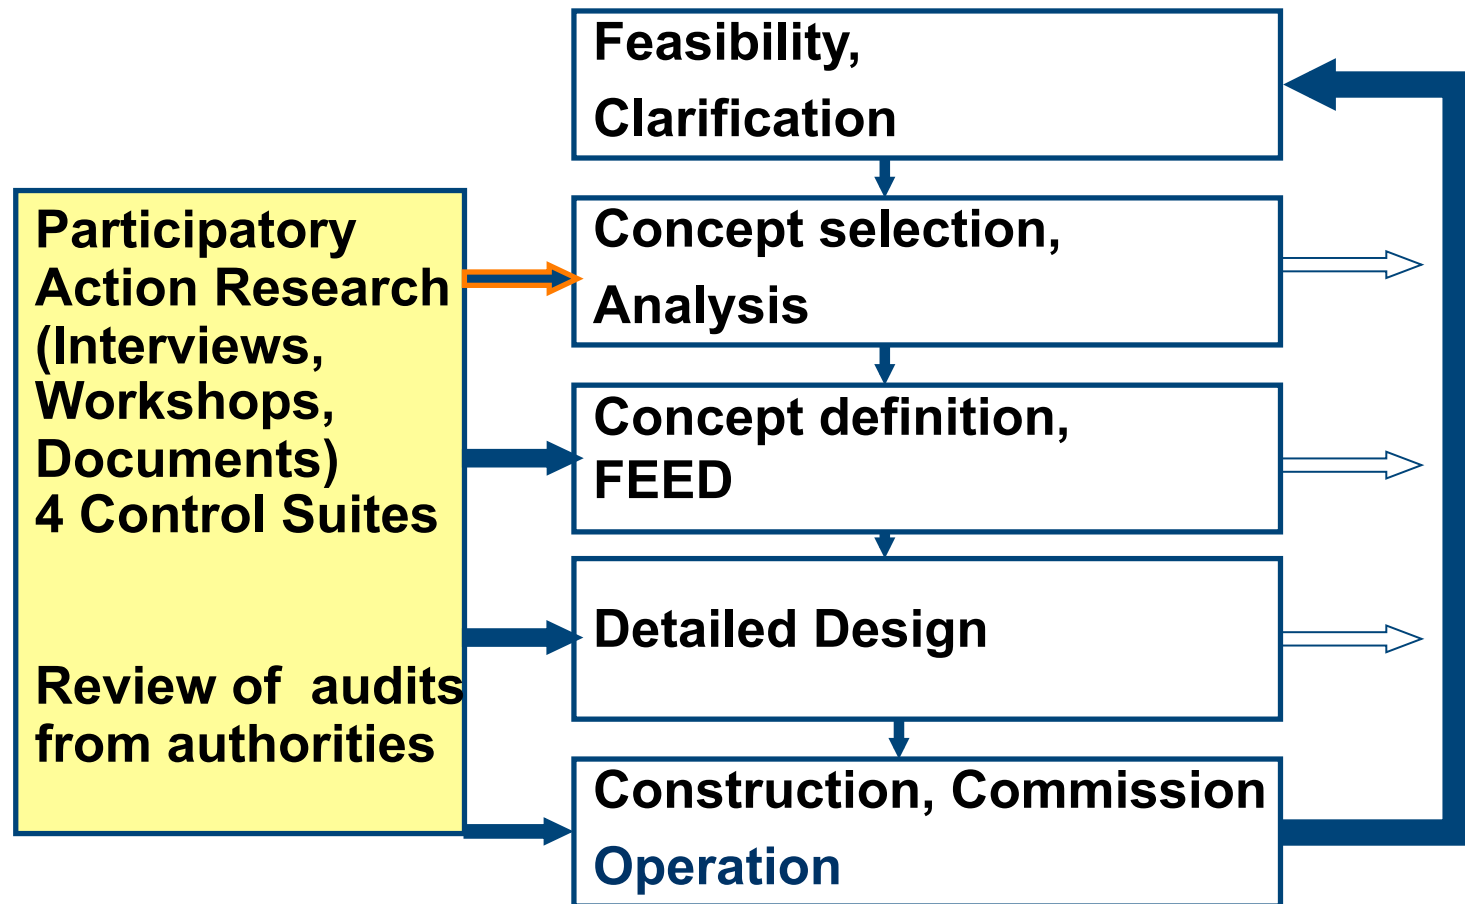 Feasibility,
Clarification
Participatory
Action Research
(Interviews,
Workshops,
Documents)
4 Control Suites
Review of  audits
from authorities
Concept selection,
Analysis
Concept definition,
FEED
Detailed Design
Construction, Commission
Operation